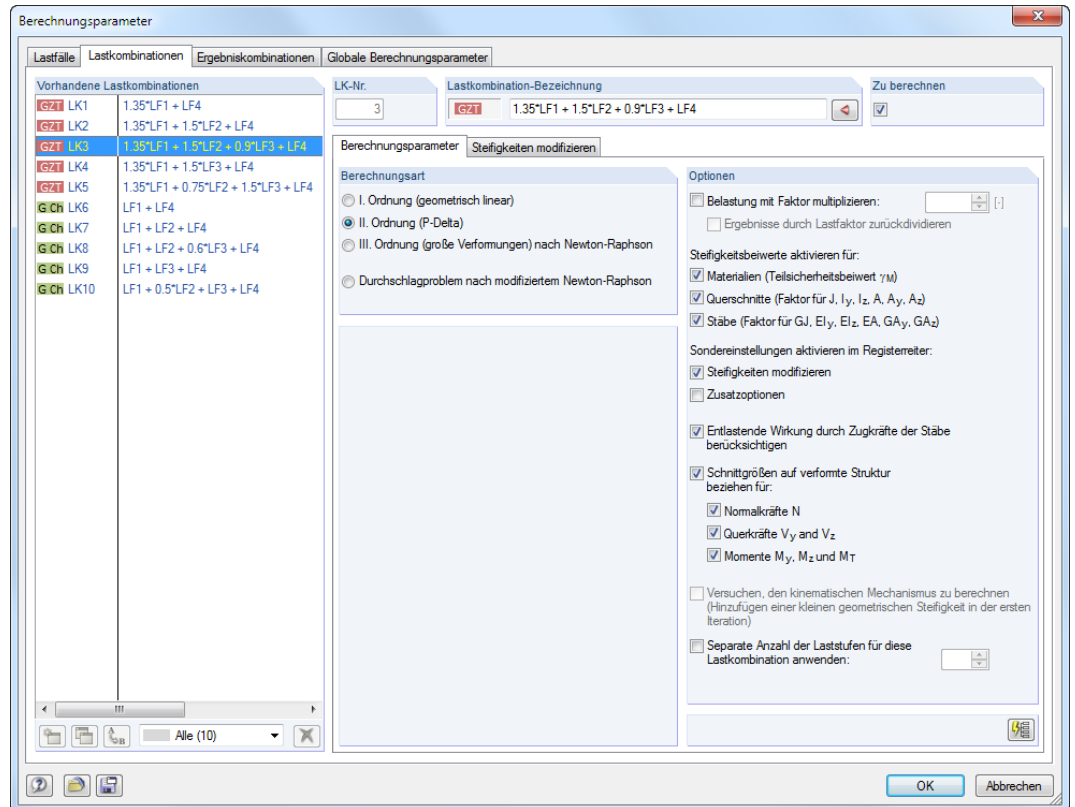 Berechnungsparameter
Lastfälle Lastkombinationen Ergebniskombinationen Globale Berechnungsparameter
Vorhandene Lastkombinationen
GZT LK1 1.35*LF1 + LF4
GZT LK2 1.35*LF1 + 1.5*LF2 + LF4
GZT LK3 1.35*LF1 + 1.5*LF2 + 0.9*LF3 + LF4
GZT LK4 1.35*LF1 + 1.5*LF3 + LF4
GZT LK5 1.35*LF1 + 0.75*LF2 + 1.5*LF3 + LF4
G Ch LK6 LF1 + LF4
G Ch LK7 LF1 + LF2 + LF4
G Ch LK8 LF1 + LF2 + 0.6*LF3 + LF4
G Ch LK9 LF1 + LF3 + LF4
G Ch LK10 LF1 + 0.5*LF2 + LF3 + LF4
Alle (10)
LK-Nr.
3
Lastkombination-Bezeichnung
GZT 1.35*LF1 + 1.5*LF2 + 0.9*LF3 + LF4
Zu berechnen
Berechnungsparameter Steifigkeiten modifizieren
Berechnungsart
I. Ordnung (geometrisch linear)
II. Ordnung (P-Delta)
III. Ordnung (große Verformungen) nach Newton-Raphson
Durchschlagproblem nach modifiziertem Newton-Raphson
Optionen
Belastung mit Faktor multiplizieren: [-]
Ergebnisse durch Lastfaktor zurückdividieren
Steifigkeitsbeiwerte aktivieren für:
Materialien (Teilsicherheitsbeiwert γM)
Querschnitte (Faktor für J, Iy, Iz, A, Ay, Az)
Stäbe (Faktor für GJ, EIy, EIz, EA, GAy, GAz)
Sondereinstellungen aktivieren im Registerreiter:
Steifigkeiten modifizieren
Zusatzoptionen
Entlastende Wirkung durch Zugkräfte der Stäbe
berücksichtigen
Schnittgrößen auf verformte Struktur
beziehen für:
Normalkräfte N
Querkräfte Vy and Vz
Momente My, Mz und MT
Versuchen, den kinematischen Mechanismus zu berechnen
(Hinzufügen einer kleinen geometrischen Steifigkeit in der ersten
Iteration)
Separate Anzahl der Laststufen für diese
Lastkombination anwenden:
OK Abbrechen